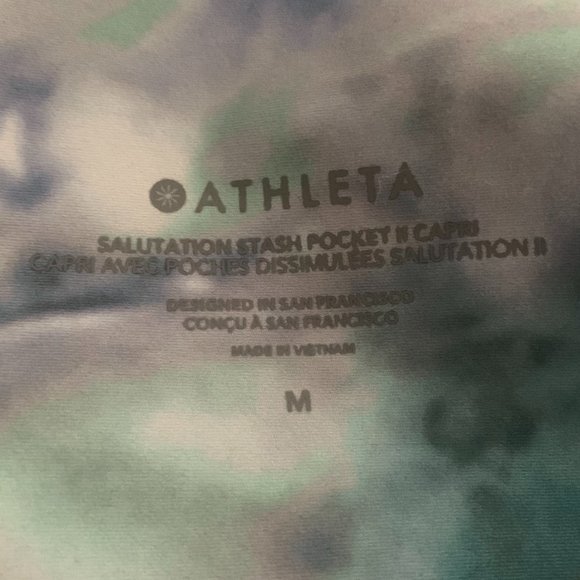 ATHLETA
SALUTATION STASH POCKET II CAPRI
CAPRI AVEC POCHES DISSIMULÉES SALUTATION II
DESIGNED IN SAN FRANCISCO
CONÇU À SAN FRANCISCO
MADE IN VIETNAM
M